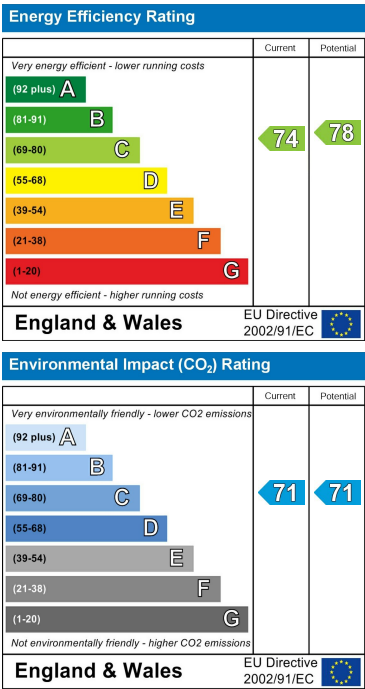 Energy Efficiency Rating
Current Potential
Very energy efficient - lower running costs
(92 plus) A
(81-91) B
(69-80) C
74 78
(55-68) D
(39-54) E
(21-38) F
(1-20) G
Not energy efficient - higher running costs
England & Wales
EU Directive
2002/91/EC
Environmental Impact (CO₂) Rating
Current Potential
Very environmentally friendly - lower CO2 emissions
(92 plus) A
(81-91) B
(69-80) C
71 71
(55-68) D
(39-54) E
(21-38) F
(1-20) G
Not environmentally friendly - higher CO2 emissions
England & Wales
EU Directive
2002/91/EC